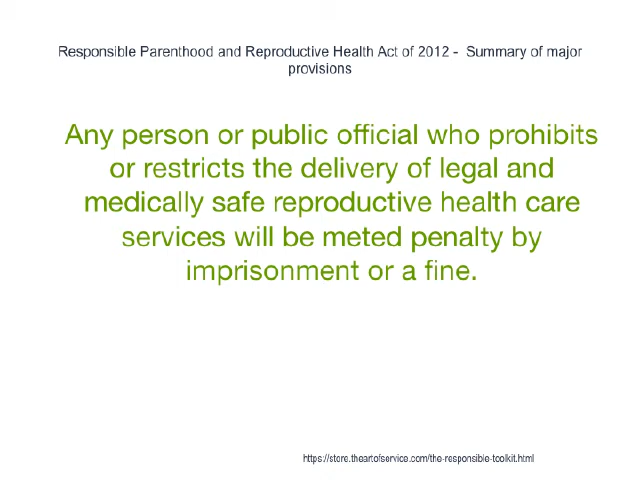 Responsible Parenthood and Reproductive Health Act of 2012 -  Summary of major
provisions
Any person or public official who prohibits
or restricts the delivery of legal and
medically safe reproductive health care
services will be meted penalty by
imprisonment or a fine.
https://store.theartofservice.com/the-responsible-toolkit.html